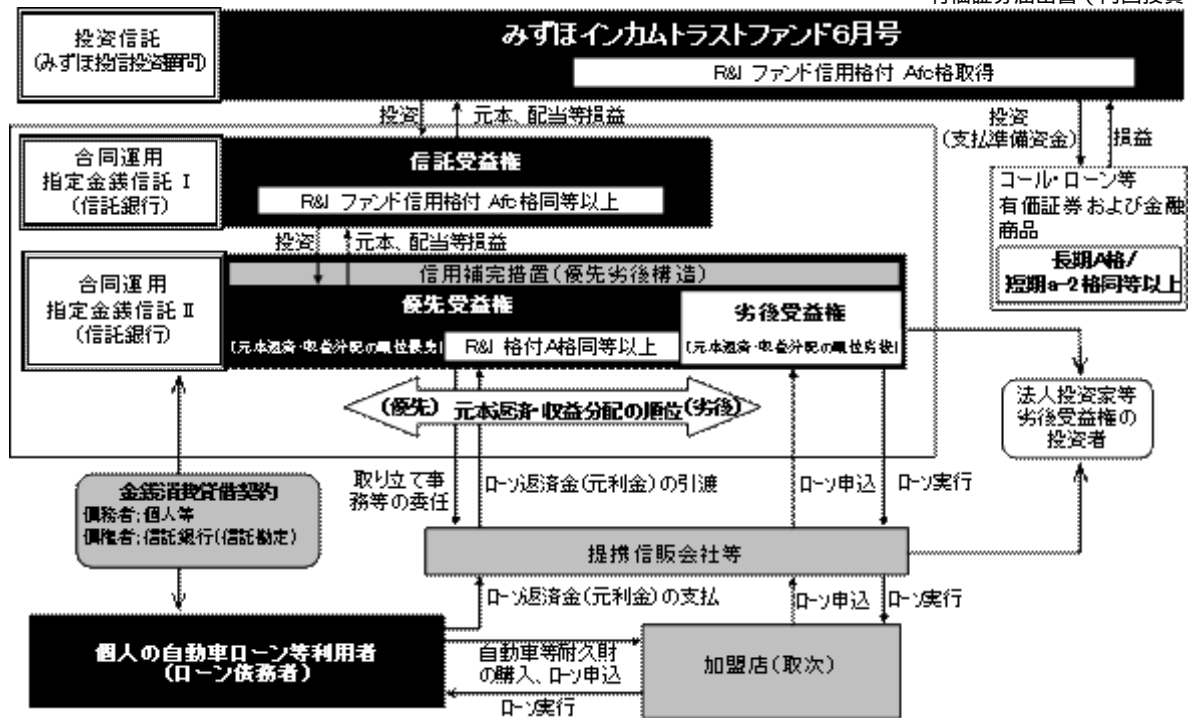 有価証券届出書(内国投資
投資信託
(みずほ投信投資顧問)
みずほインカムトラストファンド6月号
R&I ファンド信用格付 Afc格取得
投資
元本、配当等損益
投資
(支払準備資金)
損益
合同運用
指定金銭信託 I
(信託銀行)
信託受益権
R&I ファンド信用格付 Afc格同等以上
コール・ローン等
有価証券および金融
商品
長期A格/
短期a-2格同等以上
投資
元本、配当等損益
合同運用
指定金銭信託 II
(信託銀行)
信用補完措置(優先劣後構造)
優先受益権
[元本返済・収益分配の順位優先]
R&I 格付A格同等以上
劣後受益権
[元本返済・収益分配の順位劣後]
(優先) 元本返済・収益分配の順位 (劣後)
法人投資家等
劣後受益権の
投資者
金銭消費貸借契約
債務者;個人等
債権者;信託銀行(信託勘定)
取り立て事
務等の委任
ローン返済金(元利金)の引渡
ローン申込
ローン実行
提携信販会社等
ローン返済金(元利金)の支払
ローン申込
ローン実行
個人の自動車ローン等利用者
(ローン債務者)
自動車等耐久財
の購入、ローン申込
ローン実行
加盟店(取次)